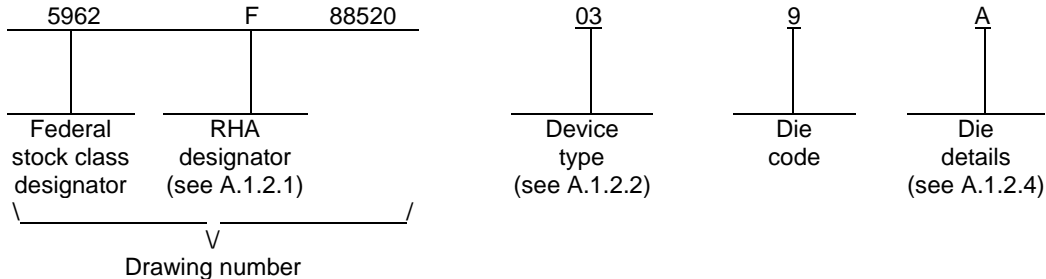 5962 F 88520 03 9 A
Federal stock class designator
RHA designator (see A.1.2.1)
Device type (see A.1.2.2)
Die code
Die details (see A.1.2.4)
Drawing number